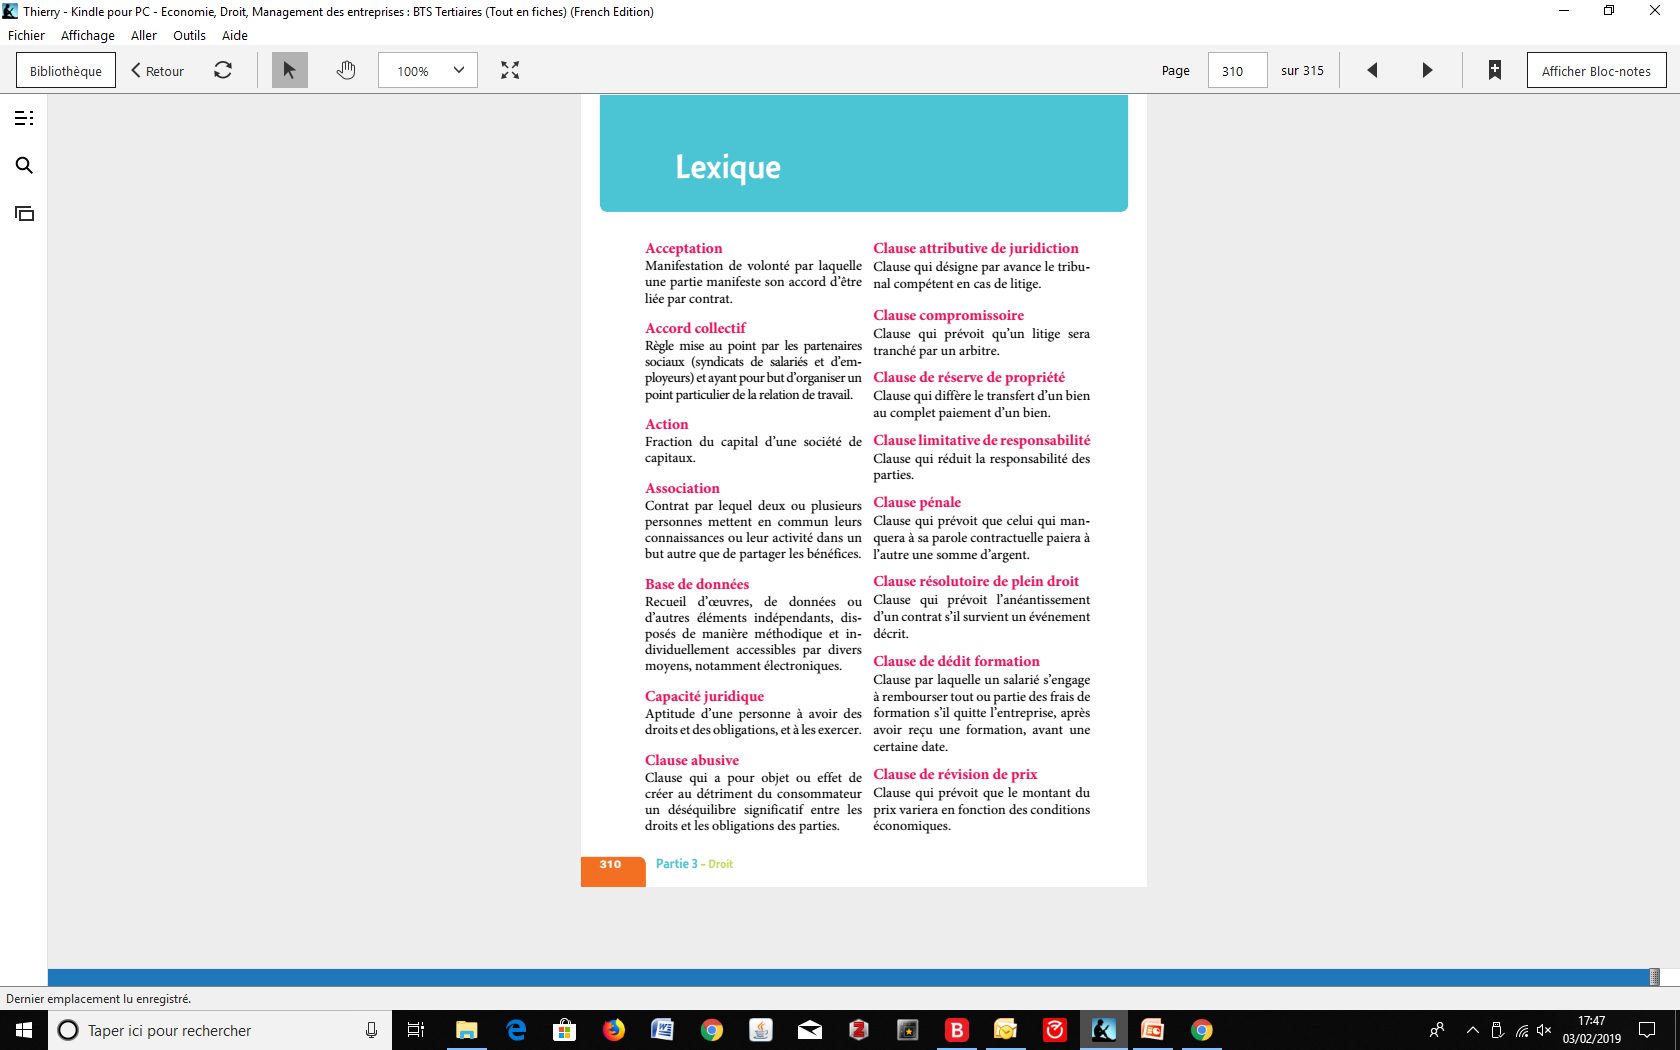 Thierry - Kindle pour PC - Economie, Droit, Management des entreprises : BTS Tertiaires (Tout en fiches) (French Edition)
Fichier Affichage Aller Outils Aide
Bibliothèque Retour 100% Page 310 sur 315 Afficher Bloc-notes
Lexique
Acceptation
Manifestation de volonté par laquelle
une partie manifeste son accord d'être
liée par contrat.
Accord collectif
Règle mise au point par les partenaires
sociaux (syndicats de salariés et d'em-
ployeurs) et ayant pour but d'organiser un
point particulier de la relation de travail.
Action
Fraction du capital d'une société de
capitaux.
Association
Contrat par lequel deux ou plusieurs
personnes mettent en commun leurs
connaissances ou leur activité dans un
but autre que de partager les bénéfices.
Base de données
Recueil d'œuvres, de données ou
d'autres éléments indépendants, dis-
posés de manière méthodique et in-
dividuellement accessibles par divers
moyens, notamment électroniques.
Capacité juridique
Aptitude d'une personne à avoir des
droits et des obligations, et à les exercer.
Clause abusive
Clause qui a pour objet ou effet de
créer au détriment du consommateur
un déséquilibre significatif entre les
droits et les obligations des parties.
Clause attributive de juridiction
Clause qui désigne par avance le tribu-
nal compétent en cas de litige.
Clause compromissoire
Clause qui prévoit qu'un litige sera
tranché par un arbitre.
Clause de réserve de propriété
Clause qui diffère le transfert d'un bien
au complet paiement d'un bien.
Clause limitative de responsabilité
Clause qui réduit la responsabilité des
parties.
Clause pénale
Clause qui prévoit que celui qui man-
quera à sa parole contractuelle paiera à
l'autre une somme d'argent.
Clause résolutoire de plein droit
Clause qui prévoit l'anéantissement
d'un contrat s'il survient un événement
décrit.
Clause de dédit formation
Clause par laquelle un salarié s'engage
à rembourser tout ou partie des frais de
formation s'il quitte l'entreprise, après
avoir reçu une formation, avant une
certaine date.
Clause de révision de prix
Clause qui prévoit que le montant du
prix variera en fonction des conditions
économiques.
310 Partie 3 – Droit
Dernier emplacement lu enregistré.
Taper ici pour rechercher
17:47
03/02/2019